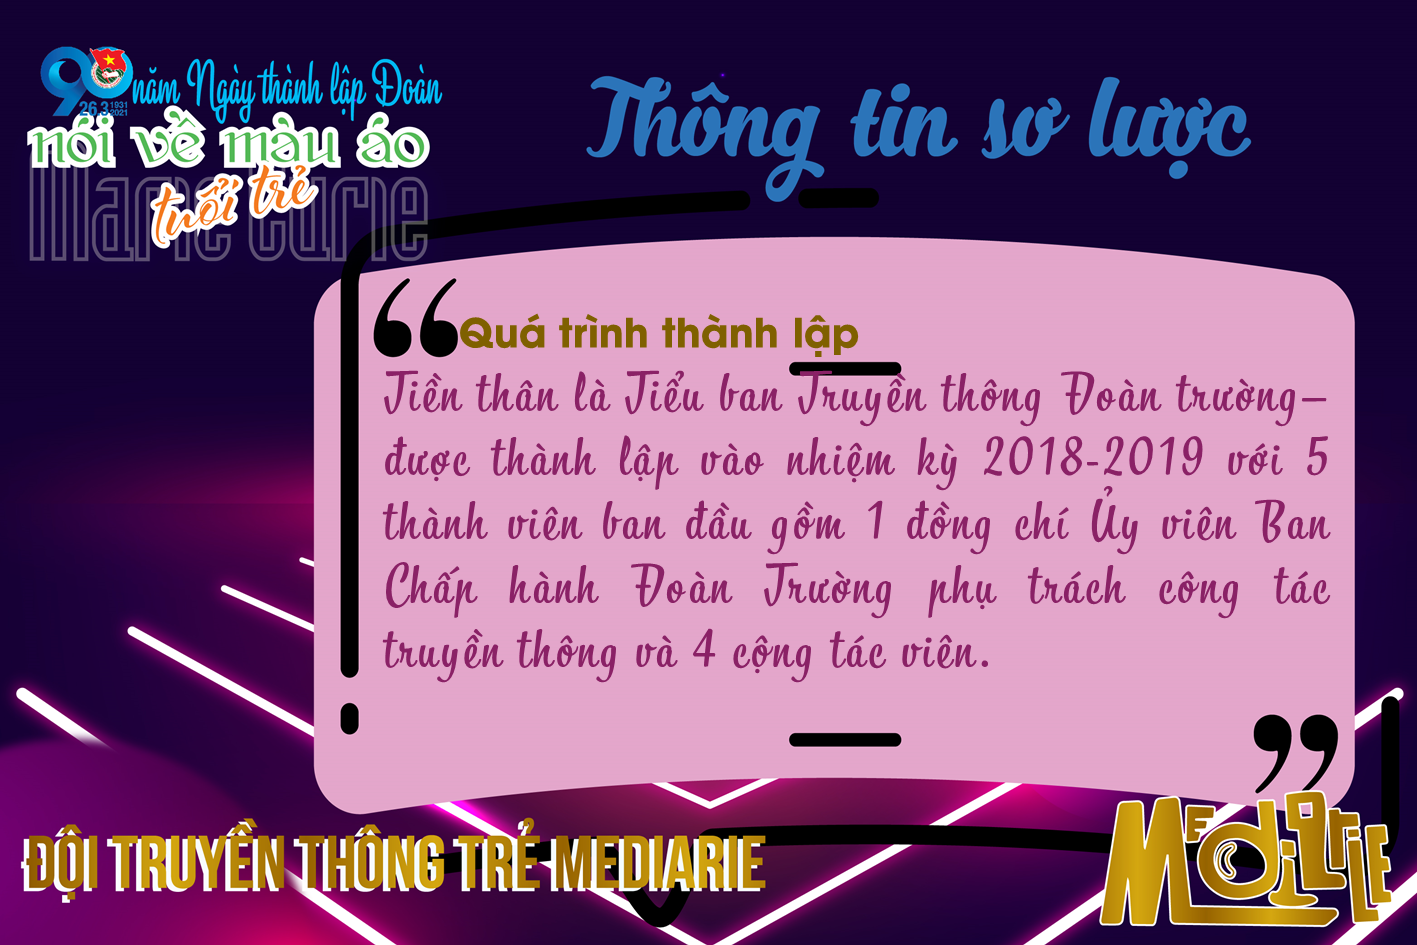 90 năm Ngày thành lập Đoàn
26.3 1931 2021
nói về màu áo
tuổi trẻ
Marie Curie
Thông tin sơ lược
“Quá trình thành lập
Tiền thân là Tiểu ban Truyền thông Đoàn trường–
được thành lập vào nhiệm kỳ 2018-2019 với 5
thành viên ban đầu gồm 1 đồng chí Ủy viên Ban
Chấp hành Đoàn Trường phụ trách công tác
truyền thông và 4 cộng tác viên.
”
ĐỘI TRUYỀN THÔNG TRẺ MEDIARIE
MEdiarie